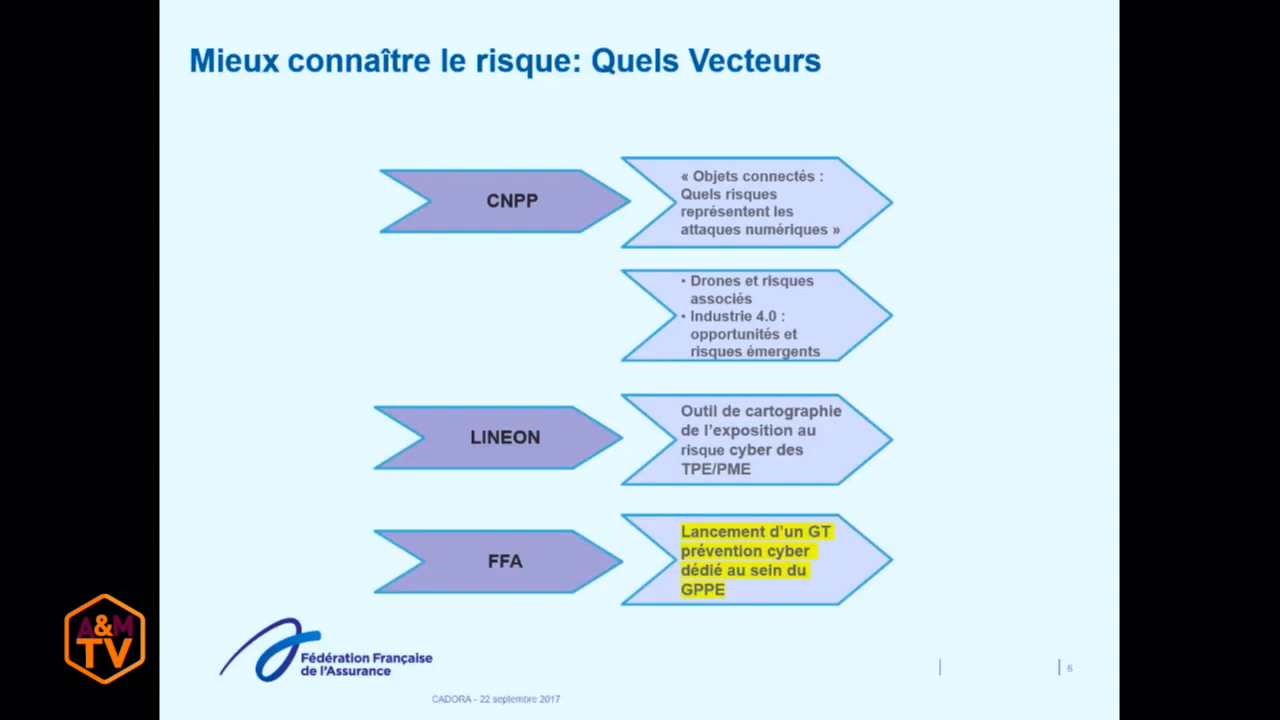 Mieux connaître le risque: Quels Vecteurs
CNPP
« Objets connectés :
Quels risques
représentent les
attaques numériques »
• Drones et risques
associés
• Industrie 4.0 :
opportunités et
risques émergents
LINEON
Outil de cartographie
de l’exposition au
risque cyber des
TPE/PME
FFA
Lancement d’un GT
prévention cyber
dédié au sein du
GPPE
A&M
TV
Fédération Française
de l'Assurance
6
CADORA - 22 septembre 2017